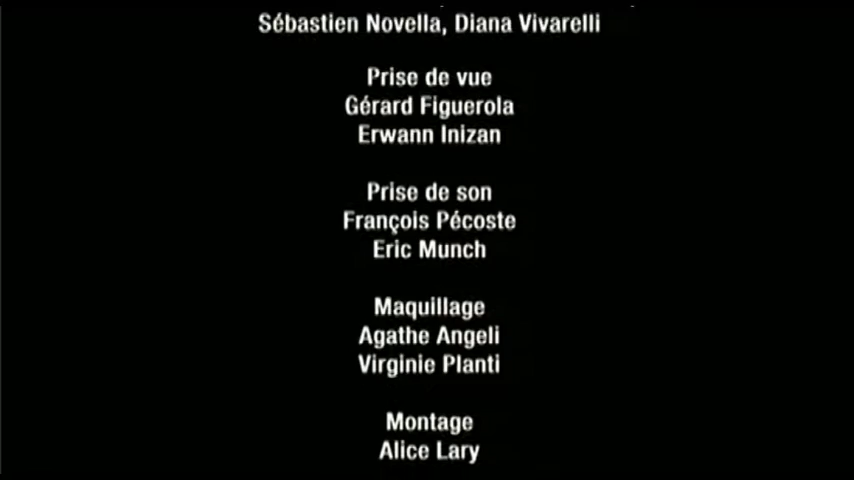 Sébastien Novella, Diana Vivarelli
Prise de vue
Gérard Figuerola
Erwann Inizan
Prise de son
François Pécoste
Eric Munch
Maquillage
Agathe Angeli
Virginie Planti
Montage
Alice Lary